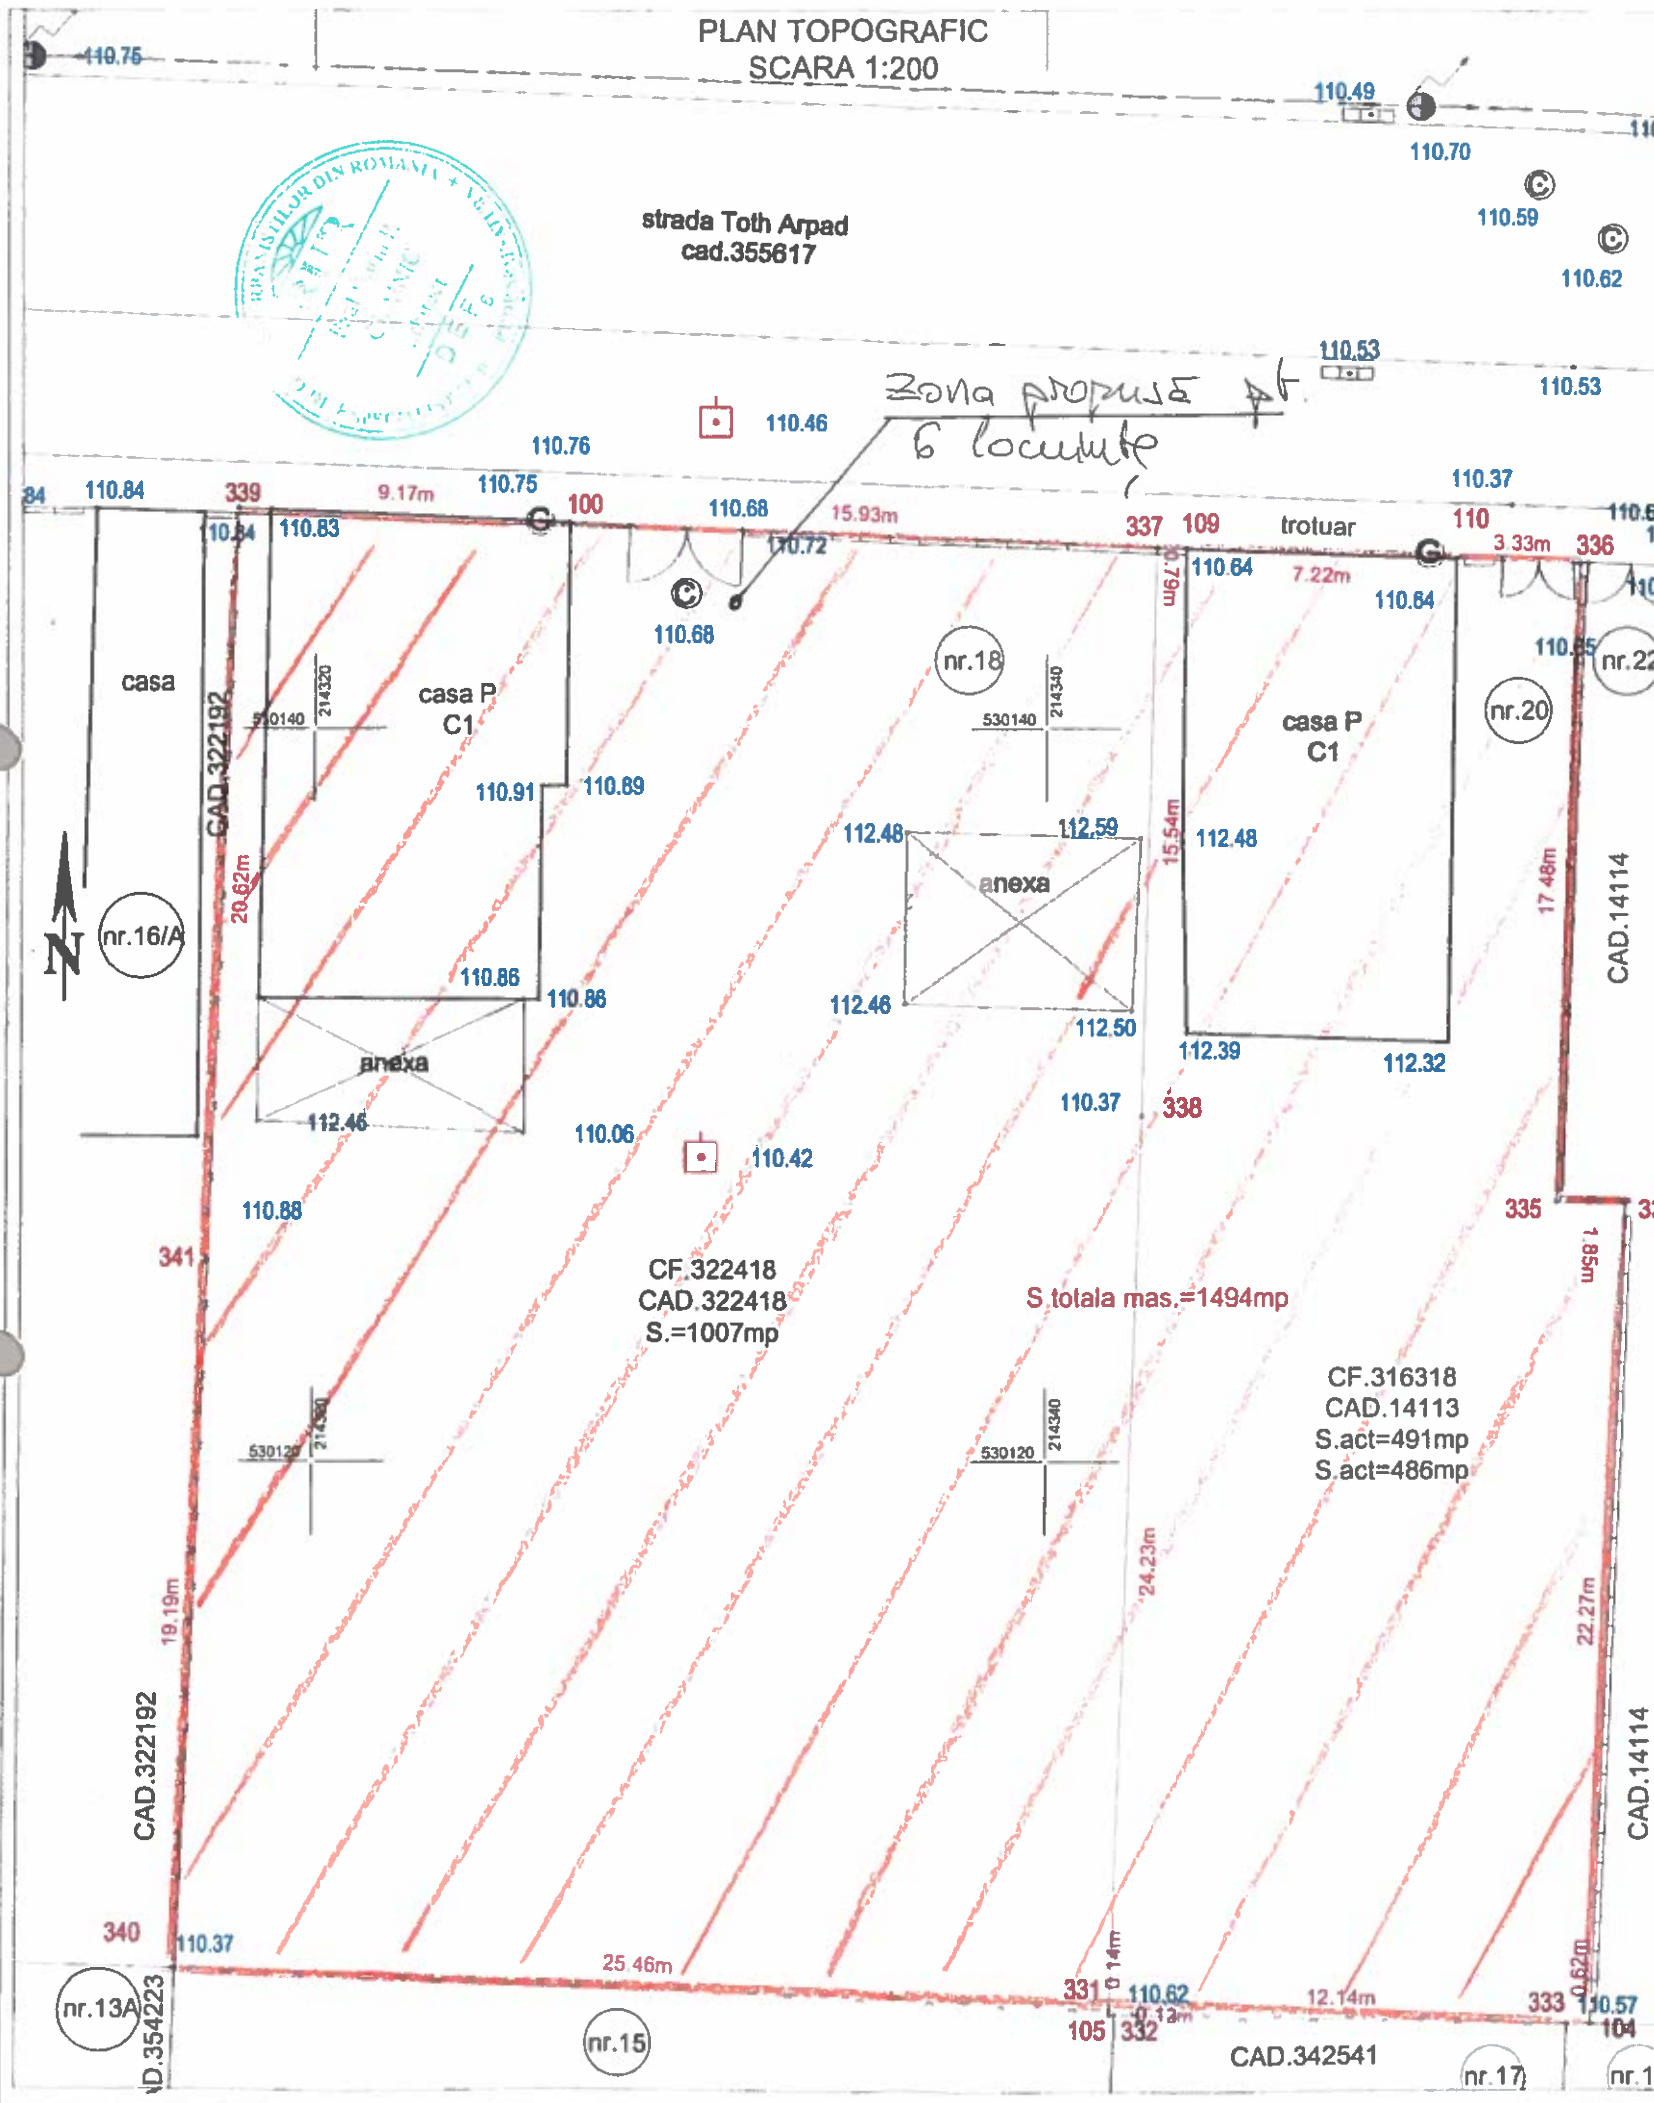 PLAN TOPOGRAFIC
SCARA 1:200
110.75
110.49
110.70
110.59
110.62
strada Toth Arpad
cad.355617
110.53
110.53
Zona propusă pt.
6 locuințe
110.46
110.76
110.37
84
110.84
339
9.17m
110.75
100
110.68
15.93m
337
109
trotuar
110
3.33m
336
110.83
110.72
0.79m
110.64
7.22m
110.64
110.68
nr.18
nr.20
nr.22
casa
CAD.322192
casa P
C1
530140
214320
530140
214340
casa P
C1
110.91
110.89
112.48
112.59
15.54m
112.48
anexa
20.62m
17.48m
CAD.14114
N
nr.16/A
110.86
110.86
112.46
112.50
112.39
112.32
anexa
112.46
110.06
110.42
110.37
338
110.88
341
335
1.85m
CF.322418
CAD.322418
S.=1007mp
S totala mas.=1494mp
CF.316318
CAD.14113
S.act=491mp
S.act=486mp
530120
530120
214340
24.23m
19.19m
22.27m
CAD.322192
CAD.14114
340
110.37
25.46m
0.14m
331
110.62
12.14m
0.62m
333
110.57
105
332
104
nr.13A
nr.15
CAD.342541
nr.17